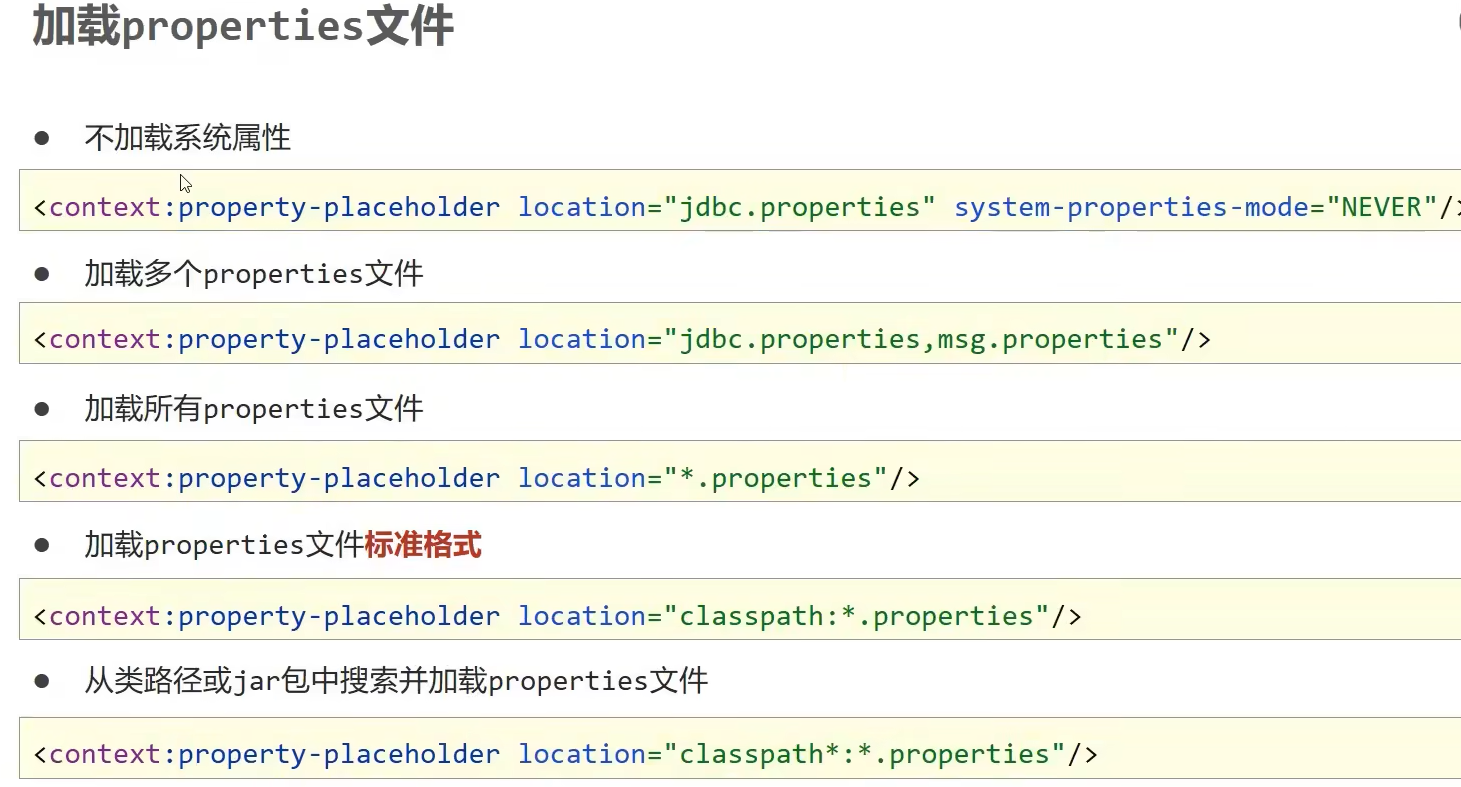 加载properties文件
● 不加载系统属性
<context:property-placeholder location="jdbc.properties" system-properties-mode="NEVER"/>
● 加载多个properties文件
<context:property-placeholder location="jdbc.properties,msg.properties"/>
● 加载所有properties文件
<context:property-placeholder location="*.properties"/>
● 加载properties文件标准格式
<context:property-placeholder location="classpath:*.properties"/>
● 从类路径或jar包中搜索并加载properties文件
<context:property-placeholder location="classpath*:*.properties"/>